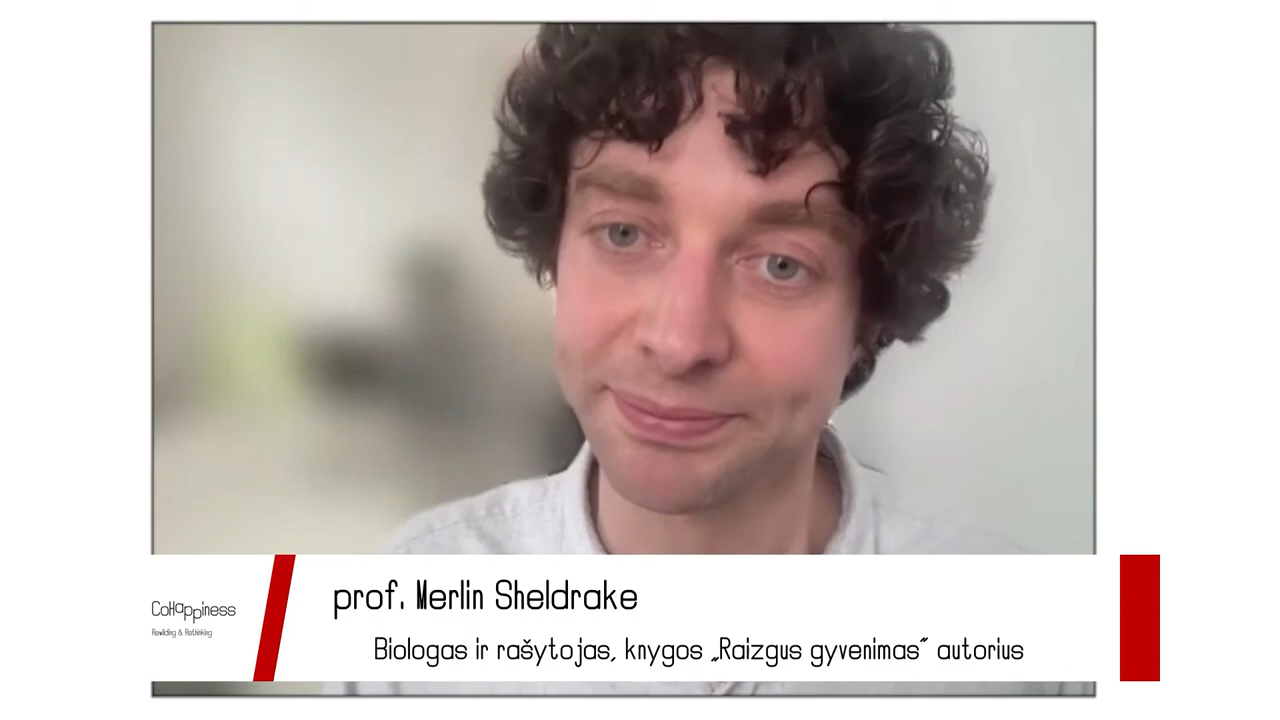 prof. Merlin Sheldrake
CoHappiness
Rewilding & Rethinking
Biologas ir rašytojas, knygos „Raizgus gyvenimas“ autorius